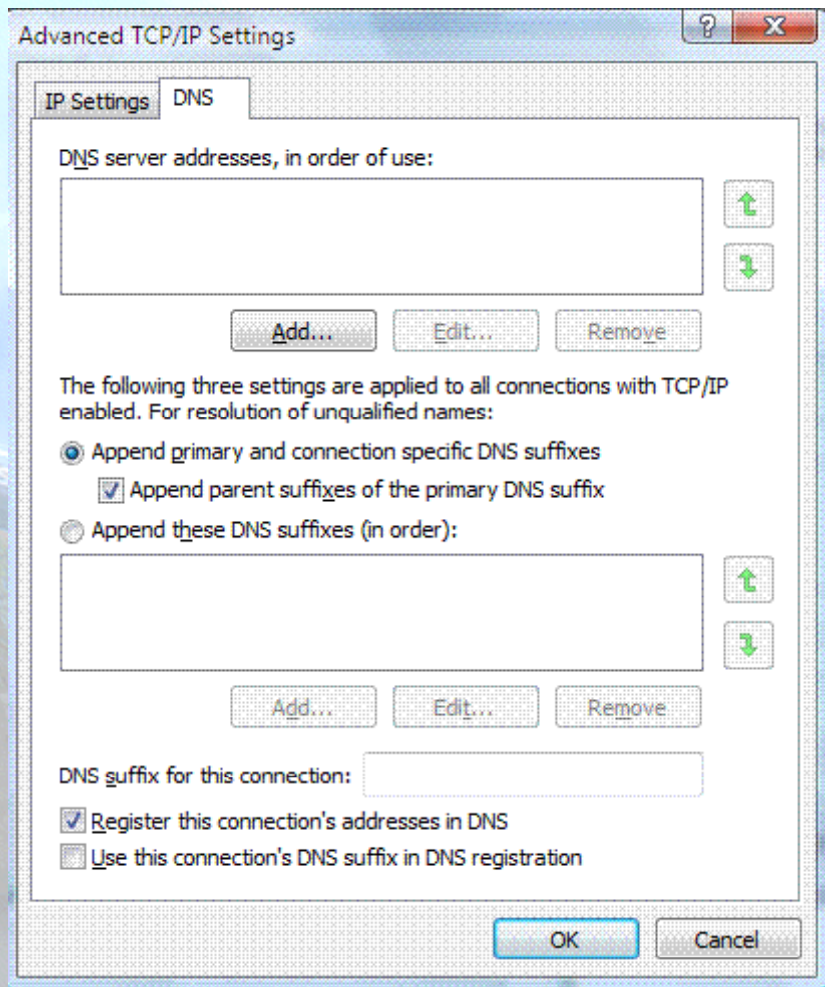 Advanced TCP/IP Settings
IP Settings
DNS
DNS server addresses, in order of use:
Add...
Edit...
Remove
The following three settings are applied to all connections with TCP/IP
enabled. For resolution of unqualified names:
Append primary and connection specific DNS suffixes
Append parent suffixes of the primary DNS suffix
Append these DNS suffixes (in order):
Add...
Edit...
Remove
DNS suffix for this connection:
Register this connection's addresses in DNS
Use this connection's DNS suffix in DNS registration
OK
Cancel